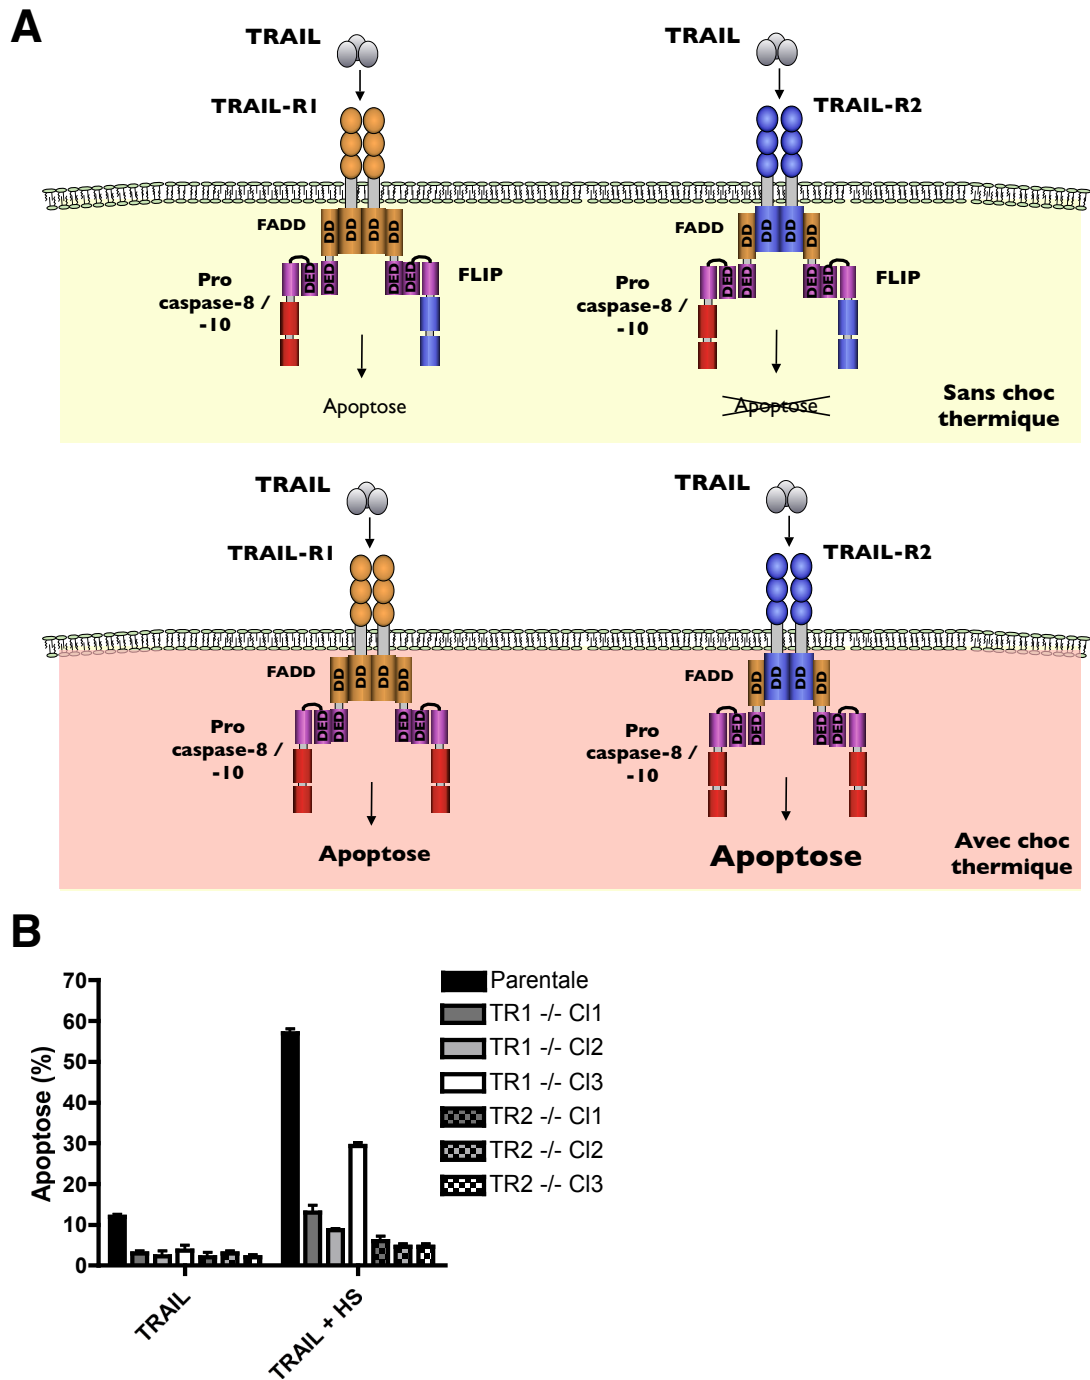 A
TRAIL
TRAIL
TRAIL-R1
TRAIL-R2
FADD
DD
DD
DD
DD
FADD
DD
DD
DD
DD
Pro
caspase-8 /
-10
DED
DED
DED
DED
FLIP
Pro
caspase-8 /
-10
DED
DED
DED
DED
FLIP
Apoptose
Apoptose
Sans choc
thermique
TRAIL
TRAIL
TRAIL-R1
TRAIL-R2
FADD
DD
DD
DD
DD
FADD
DD
DD
DD
DD
Pro
caspase-8 /
-10
DED
DED
DED
DED
Pro
caspase-8 /
-10
DED
DED
DED
DED
Apoptose
Apoptose
Avec choc
thermique
B
Apoptose (%)
70
60
50
40
30
20
10
0
TRAIL
TRAIL + HS
Parentale
TR1 -/- Cl1
TR1 -/- Cl2
TR1 -/- Cl3
TR2 -/- Cl1
TR2 -/- Cl2
TR2 -/- Cl3